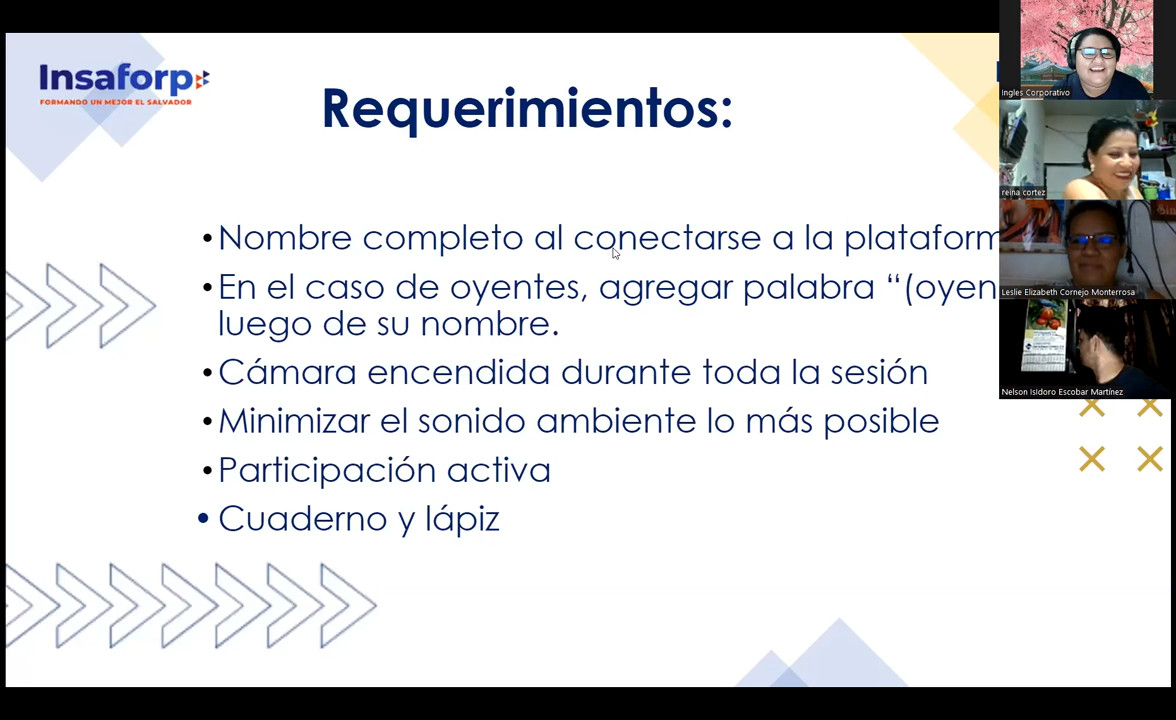 Insaforp
FORMANDO UN MEJOR EL SALVADOR
Requerimientos:
•Nombre completo al conectarse a la plataform
•En el caso de oyentes, agregar palabra “(oyen
luego de su nombre.
•Cámara encendida durante toda la sesión
•Minimizar el sonido ambiente lo más posible
•Participación activa
•Cuaderno y lápiz
Ingles Corporativo
reina cortez
Leslie Elizabeth Cornejo Monterrosa
Nelson Isidoro Escobar Martínez